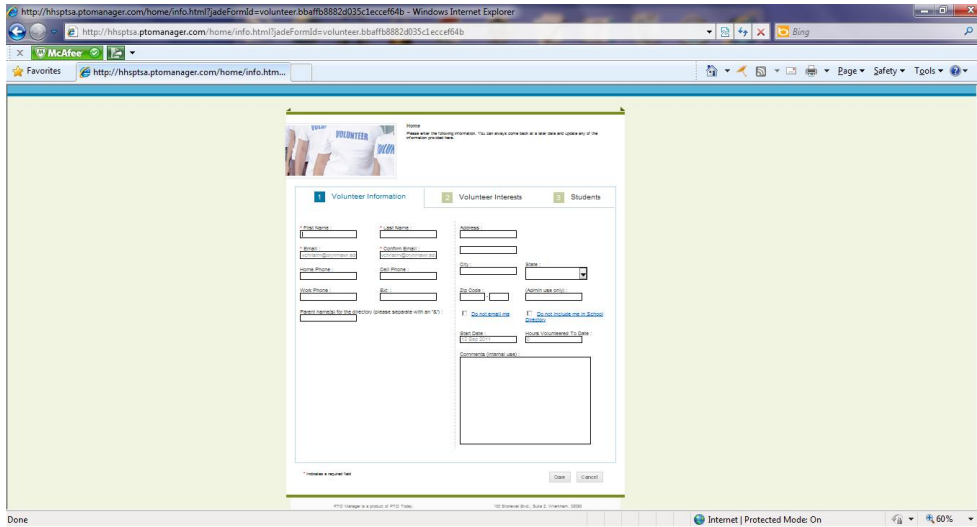 http://hhsptsa.ptomanager.com/home/info.html?jadeFormId=volunteer.bbaffb8882d035c1eccef64b - Windows Internet Explorer
http://hhsptsa.ptomanager.com/home/info.html?jadeFormId=volunteer.bbaffb8882d035c1eccef64b
Bing
McAfee
Favorites
http://hhsptsa.ptomanager.com/home/info.htm...
Page Safety Tools
VOLUNTEER
Home
Please enter the following information. You can always come back at a later date and update any of the
information provided here.
1 Volunteer Information 2 Volunteer Interests 3 Students
* First Name : * Last Name : Address :
* Email : * Confirm Email :
City : State :
Home Phone : Cell Phone :
Work Phone : Ext : Zip Code : - (Admin use only) :
Parent name(s) for the directory (please separate with an "&") :
Do not email me Do not include me in School
Directory
Start Date : Hours Volunteered To Date :
13 Sep 2011 0
Comments (internal use) :
* Indicates a required field
Save Cancel
PTO Manager is a product of PTO Today.
Done Internet | Protected Mode: On 60%